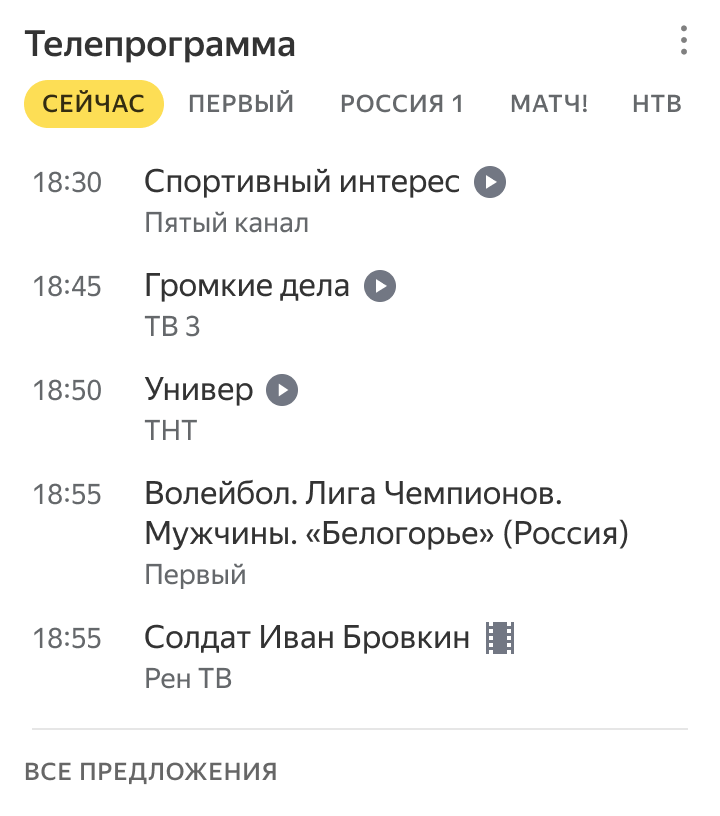 Телепрограмма
СЕЙЧАС ПЕРВЫЙ РОССИЯ 1 МАТЧ! НТВ
18:30 Спортивный интерес
Пятый канал
18:45 Громкие дела
ТВ 3
18:50 Универ
ТНТ
18:55 Волейбол. Лига Чемпионов.
Мужчины. «Белогорье» (Россия)
Первый
18:55 Солдат Иван Бровкин
Рен ТВ
ВСЕ ПРЕДЛОЖЕНИЯ